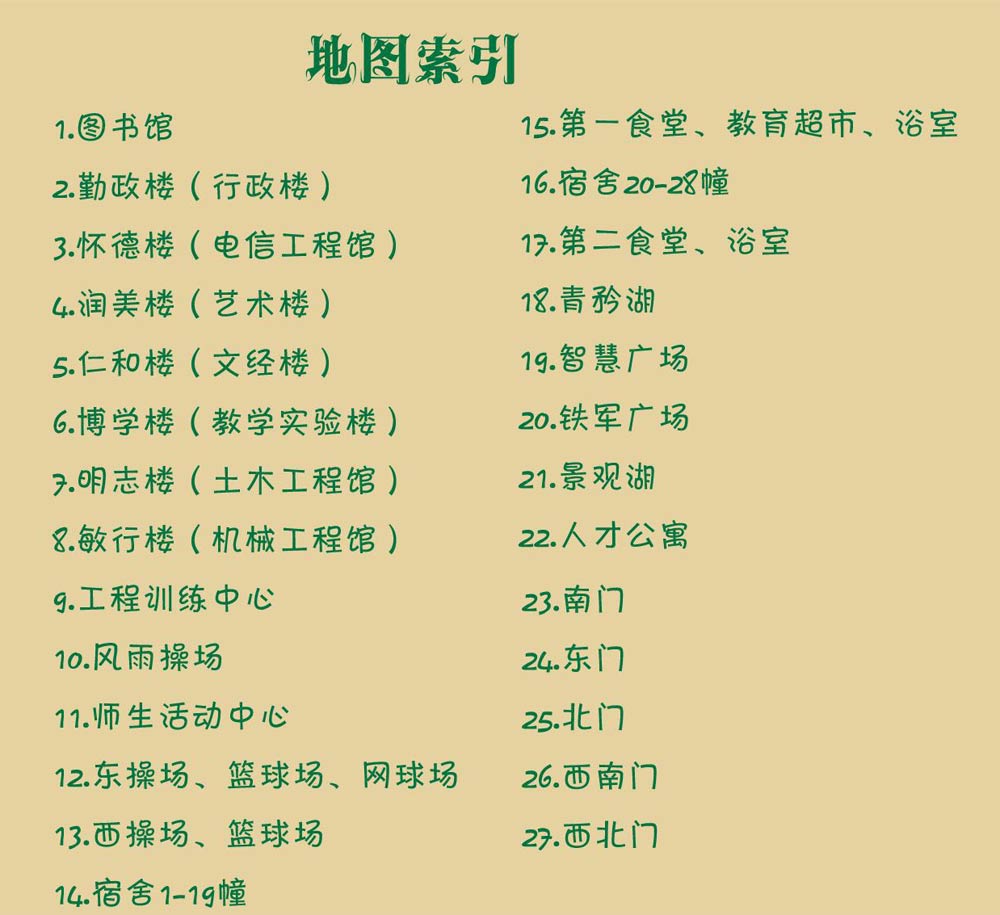 地图索引
1.图书馆
2.勤政楼（行政楼）
3.怀德楼（电信工程馆）
4.润美楼（艺术楼）
5.仁和楼（文经楼）
6.博学楼（教学实验楼）
7.明志楼（土木工程馆）
8.敏行楼（机械工程馆）
9.工程训练中心
10.风雨操场
11.师生活动中心
12.东操场、篮球场、网球场
13.西操场、篮球场
14.宿舍1-19幢
15.第一食堂、教育超市、浴室
16.宿舍20-28幢
17.第二食堂、浴室
18.青矜湖
19.智慧广场
20.铁军广场
21.景观湖
22.人才公寓
23.南门
24.东门
25.北门
26.西南门
27.西北门